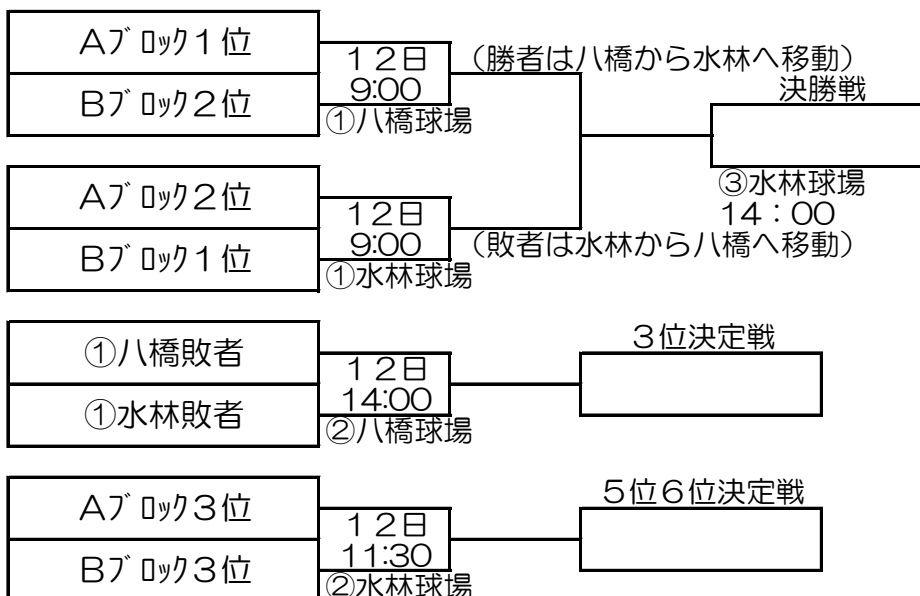 Aﾌﾞﾛｯｸ1位
12日
（勝者は八橋から水林へ移動）
Bﾌﾞﾛｯｸ2位
9:00
①八橋球場
決勝戦
Aﾌﾞﾛｯｸ2位
12日
③水林球場
14：00
Bﾌﾞﾛｯｸ1位
9:00
（敗者は水林から八橋へ移動）
①水林球場
①八橋敗者
12日
3位決定戦
①水林敗者
14:00
②八橋球場
Aﾌﾞﾛｯｸ3位
12日
5位6位決定戦
Bﾌﾞﾛｯｸ3位
11:30
②水林球場